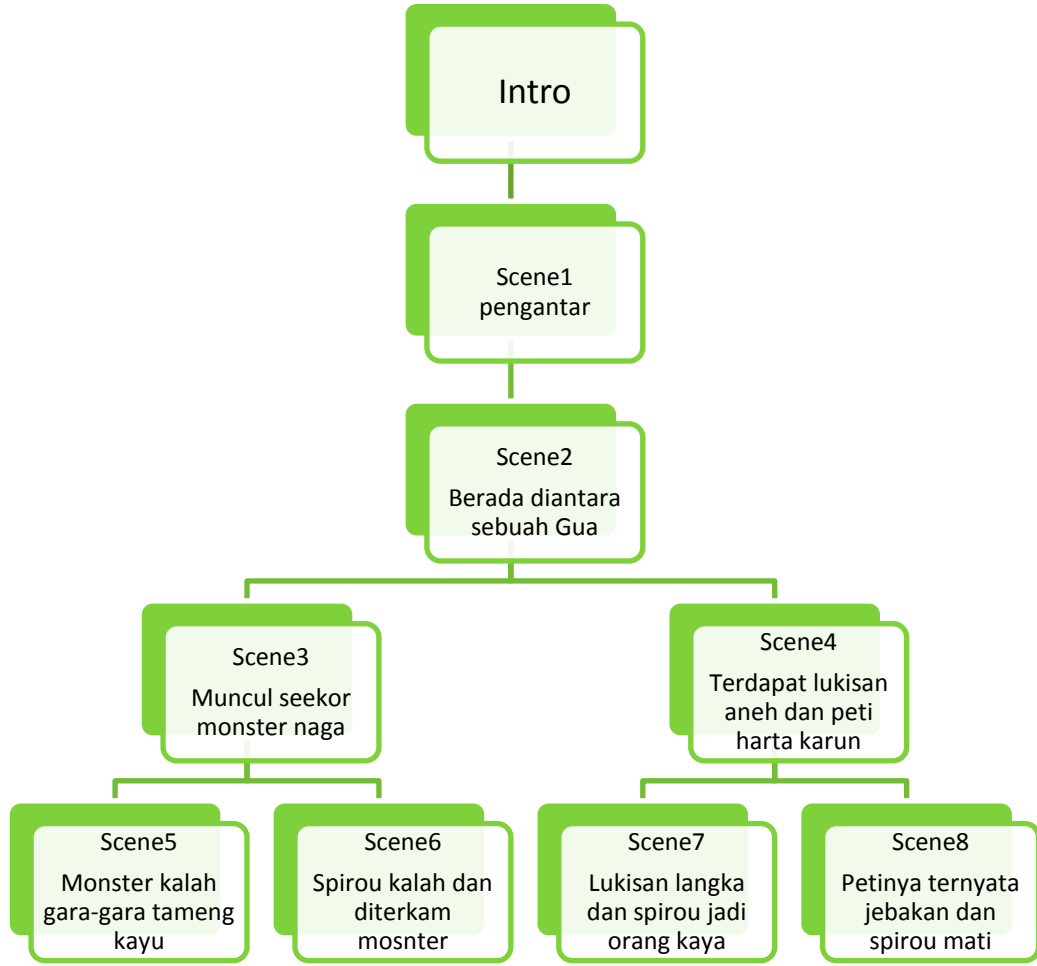 Intro
Scene1
pengantar
Scene2
Berada diantara
sebuah Gua
Scene3
Muncul seekor
monster naga
Scene4
Terdapat lukisan
aneh dan peti
harta karun
Scene5
Monster kalah
gara-gara tameng
kayu
Scene6
Spirou kalah dan
diterkam
mosnter
Scene7
Lukisan langka
dan spirou jadi
orang kaya
Scene8
Petinya ternyata
jebakan dan
spirou mati